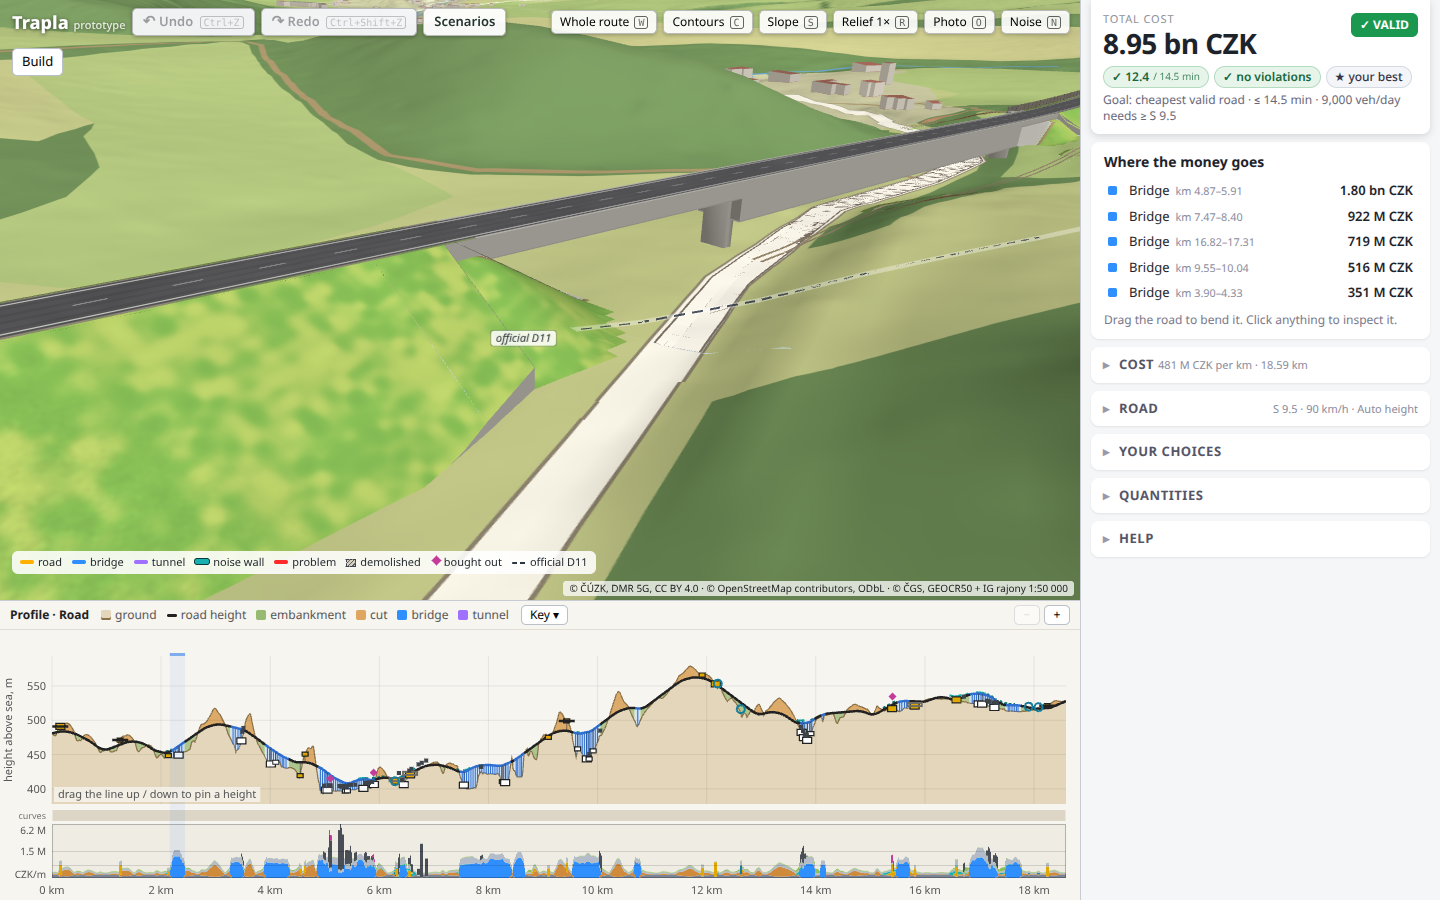 Trapla prototype
↶ Undo Ctrl+Z
↷ Redo Ctrl+Shift+Z
Scenarios
Whole route W
Contours C
Slope S
Relief 1× R
Photo O
Noise N
Build
official D11
road
bridge
tunnel
noise wall
problem
demolished
bought out
official D11
© ČÚZK, DMR 5G, CC BY 4.0 · © OpenStreetMap contributors, ODbL · © ČGS, GEOCR50 + IG rajony 1:50 000
TOTAL COST
8.95 bn CZK
✓ VALID
✓ 12.4 / 14.5 min
✓ no violations
★ your best
Goal: cheapest valid road · ≤ 14.5 min · 9,000 veh/day
needs ≥ S 9.5
Where the money goes
Bridge km 4.87–5.91 1.80 bn CZK
Bridge km 7.47–8.40 922 M CZK
Bridge km 16.82–17.31 719 M CZK
Bridge km 9.55–10.04 516 M CZK
Bridge km 3.90–4.33 351 M CZK
Drag the road to bend it. Click anything to inspect it.
▶ COST 481 M CZK per km · 18.59 km
▶ ROAD S 9.5 · 90 km/h · Auto height
▶ YOUR CHOICES
▶ QUANTITIES
▶ HELP
Profile · Road
ground
road height
embankment
cut
bridge
tunnel
Key ▾
−
+
height above sea, m
550
500
450
400
drag the line up / down to pin a height
curves
6.2 M
1.5 M
CZK/m
0 km 2 km 4 km 6 km 8 km 10 km 12 km 14 km 16 km 18 km